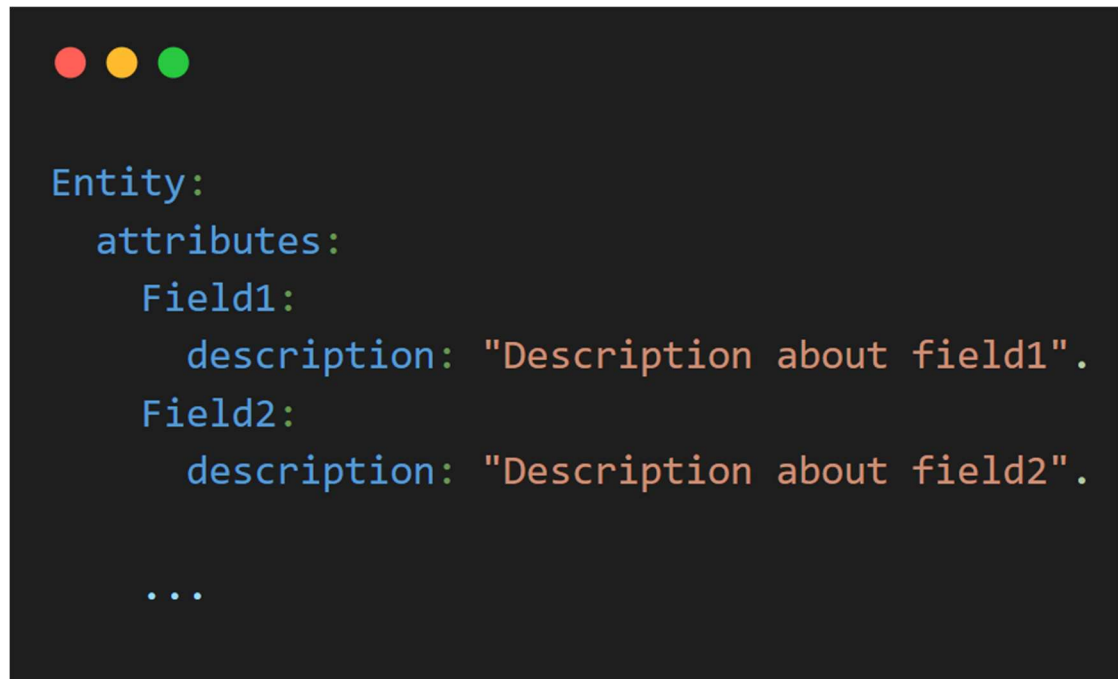 Entity:
  attributes:
    Field1:
      description: "Description about field1".
    Field2:
      description: "Description about field2".
    ...